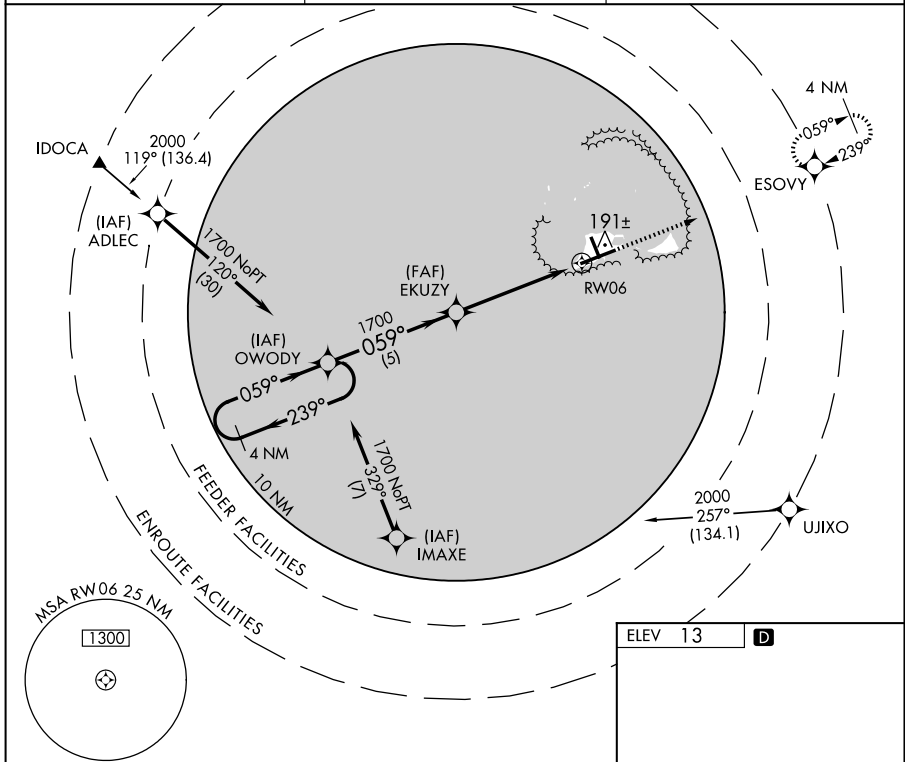 4 NM
059°
239°
ESOVY
IDOCA
2000
119° (136.4)
(IAF)
ADLEC
1700 NoPT
120°
(30)
191±
RW06
(FAF)
EKUZY
1700
059°
(5)
(IAF)
OWODY
059°
239°
4 NM
10 NM
1700 NoPT
329°
(7)
(IAF)
IMAXE
2000
257°
(134.1)
UJIXO
FEEDER FACILITIES
ENROUTE FACILITIES
MSA RW06 25 NM
1300
ELEV 13 D